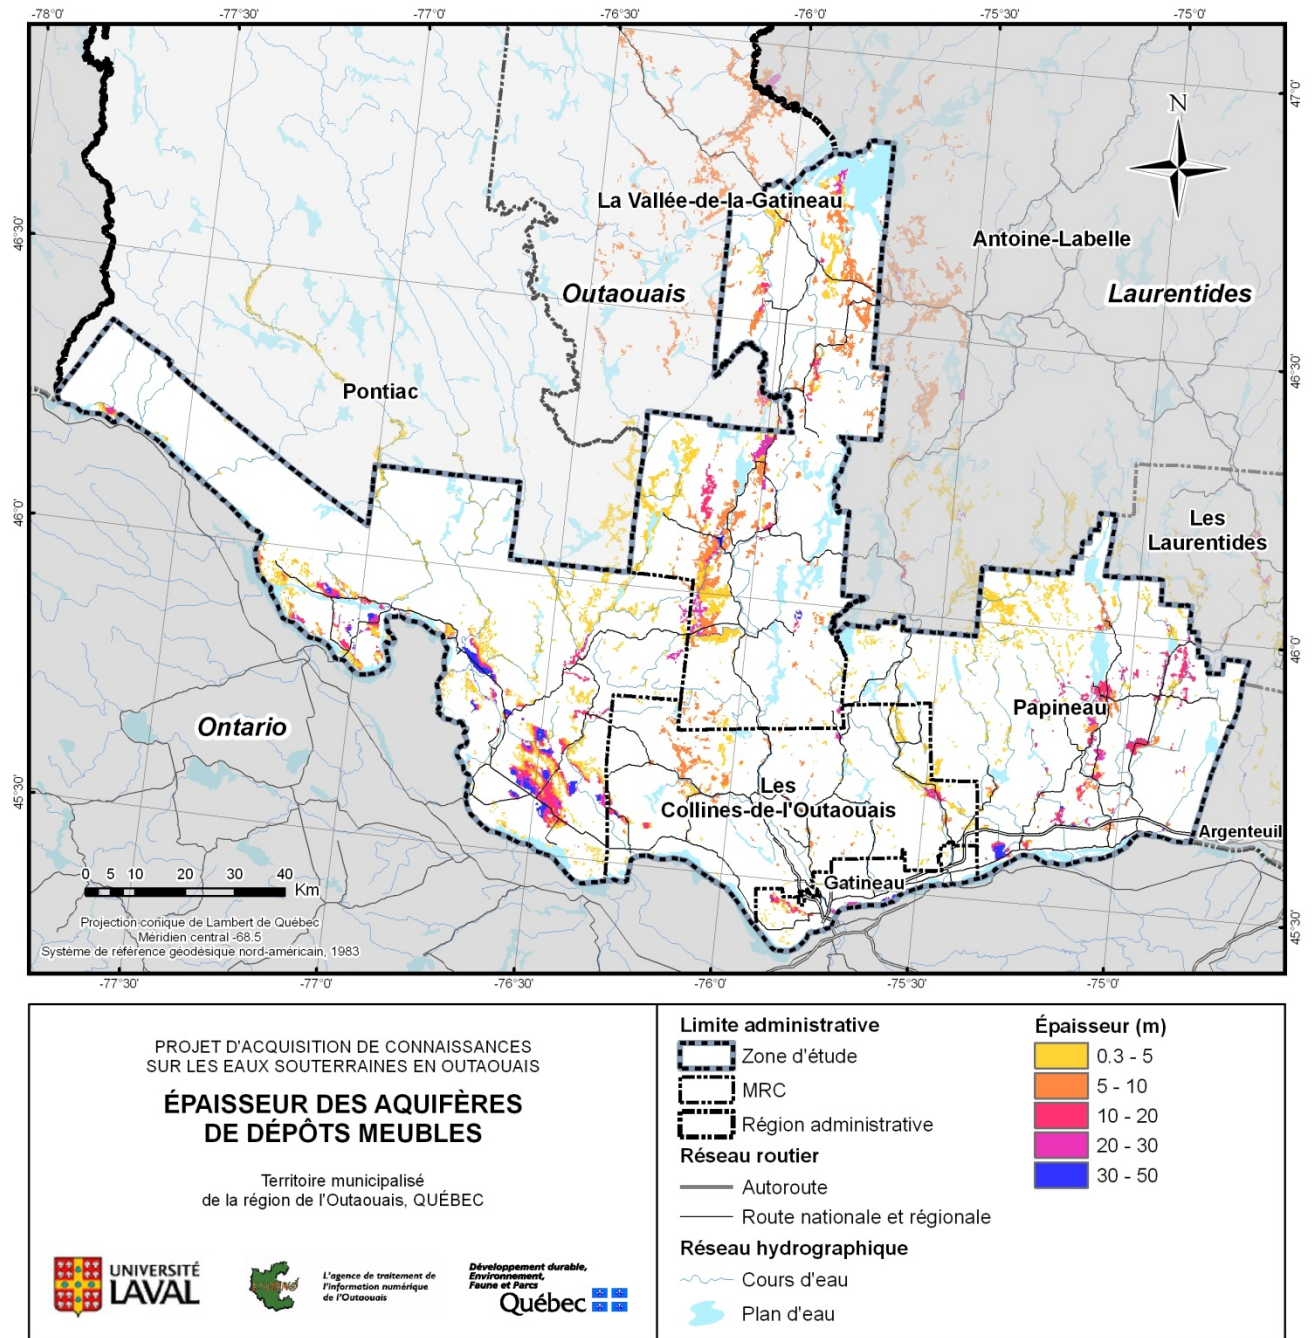 -78°0'
-77°30'
-77°0'
-76°30'
-76°0'
-75°30'
-75°0'
47°0'
46°30'
46°30'
46°0'
46°0'
45°30'
45°30'
N
La Vallée-de-la-Gatineau
Antoine-Labelle
Outaouais
Laurentides
Pontiac
Les
Laurentides
Ontario
Papineau
Les
Collines-de-l'Outaouais
Argenteuil
Gatineau
0 5 10 20 30 40
Km
Projection conique de Lambert de Québec
Méridien central -68.5
Système de référence géodésique nord-américain, 1983
-77°30'
-77°0'
-76°30'
-76°0'
-75°30'
-75°0'
PROJET D'ACQUISITION DE CONNAISSANCES
SUR LES EAUX SOUTERRAINES EN OUTAOUAIS
ÉPAISSEUR DES AQUIFÈRES
DE DÉPÔTS MEUBLES
Territoire municipalisé
de la région de l'Outaouais, QUÉBEC
UNIVERSITÉ
LAVAL
L'agence de traitement de
l'information numérique
de l'Outaouais
Développement durable,
Environnement,
Faune et Parcs
Québec
Limite administrative
Zone d'étude
MRC
Région administrative
Réseau routier
Autoroute
Route nationale et régionale
Réseau hydrographique
Cours d'eau
Plan d'eau
Épaisseur (m)
0.3 - 5
5 - 10
10 - 20
20 - 30
30 - 50